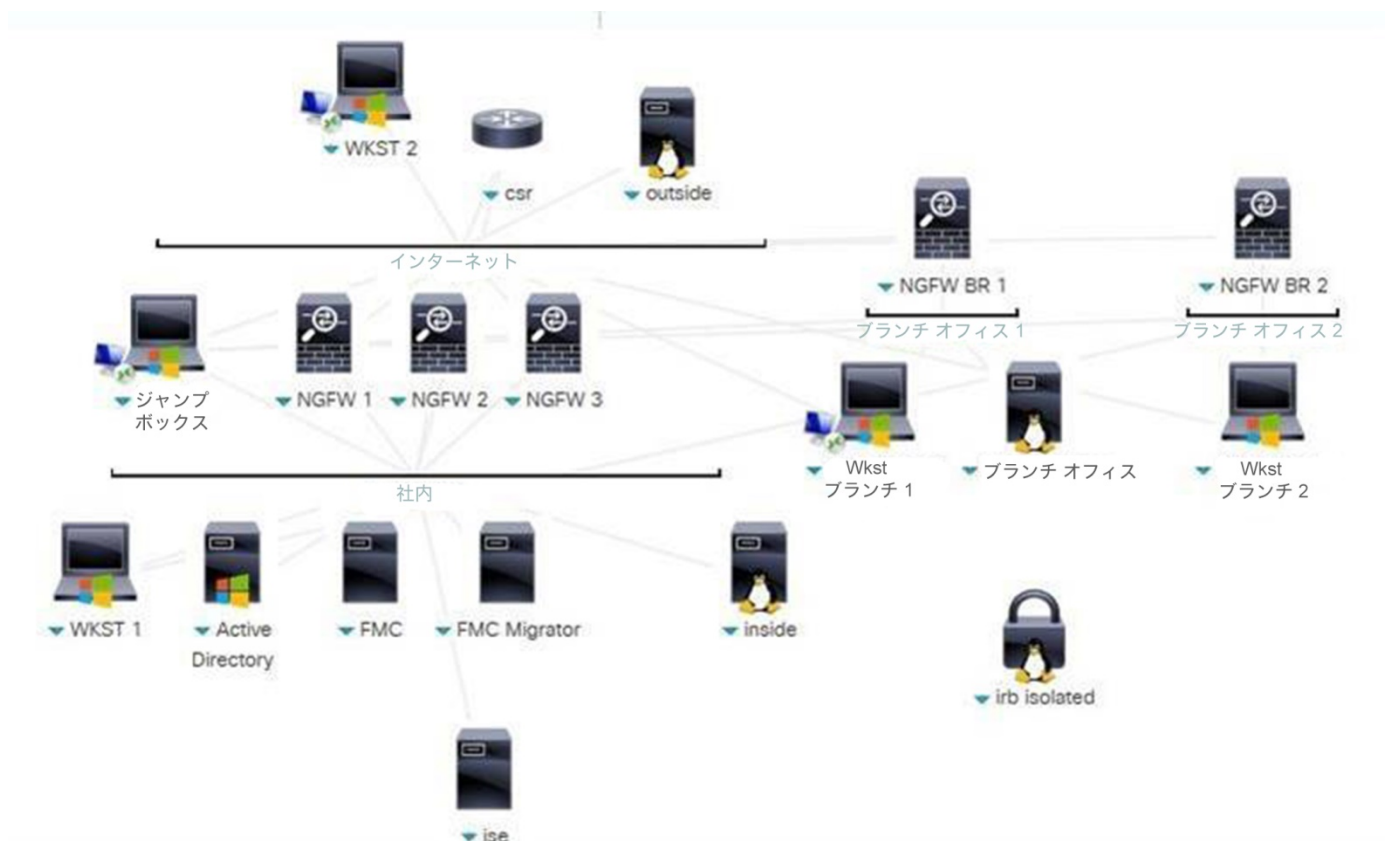 WKST 2
csr
outside
インターネット
NGFW BR 1
NGFW BR 2
ブランチ オフィス 1
ブランチ オフィス 2
ジャンプ
ボックス
NGFW 1
NGFW 2
NGFW 3
Wkst
ブランチ 1
ブランチ オフィス
Wkst
ブランチ 2
社内
WKST 1
Active
Directory
FMC
FMC Migrator
inside
irb isolated
ise